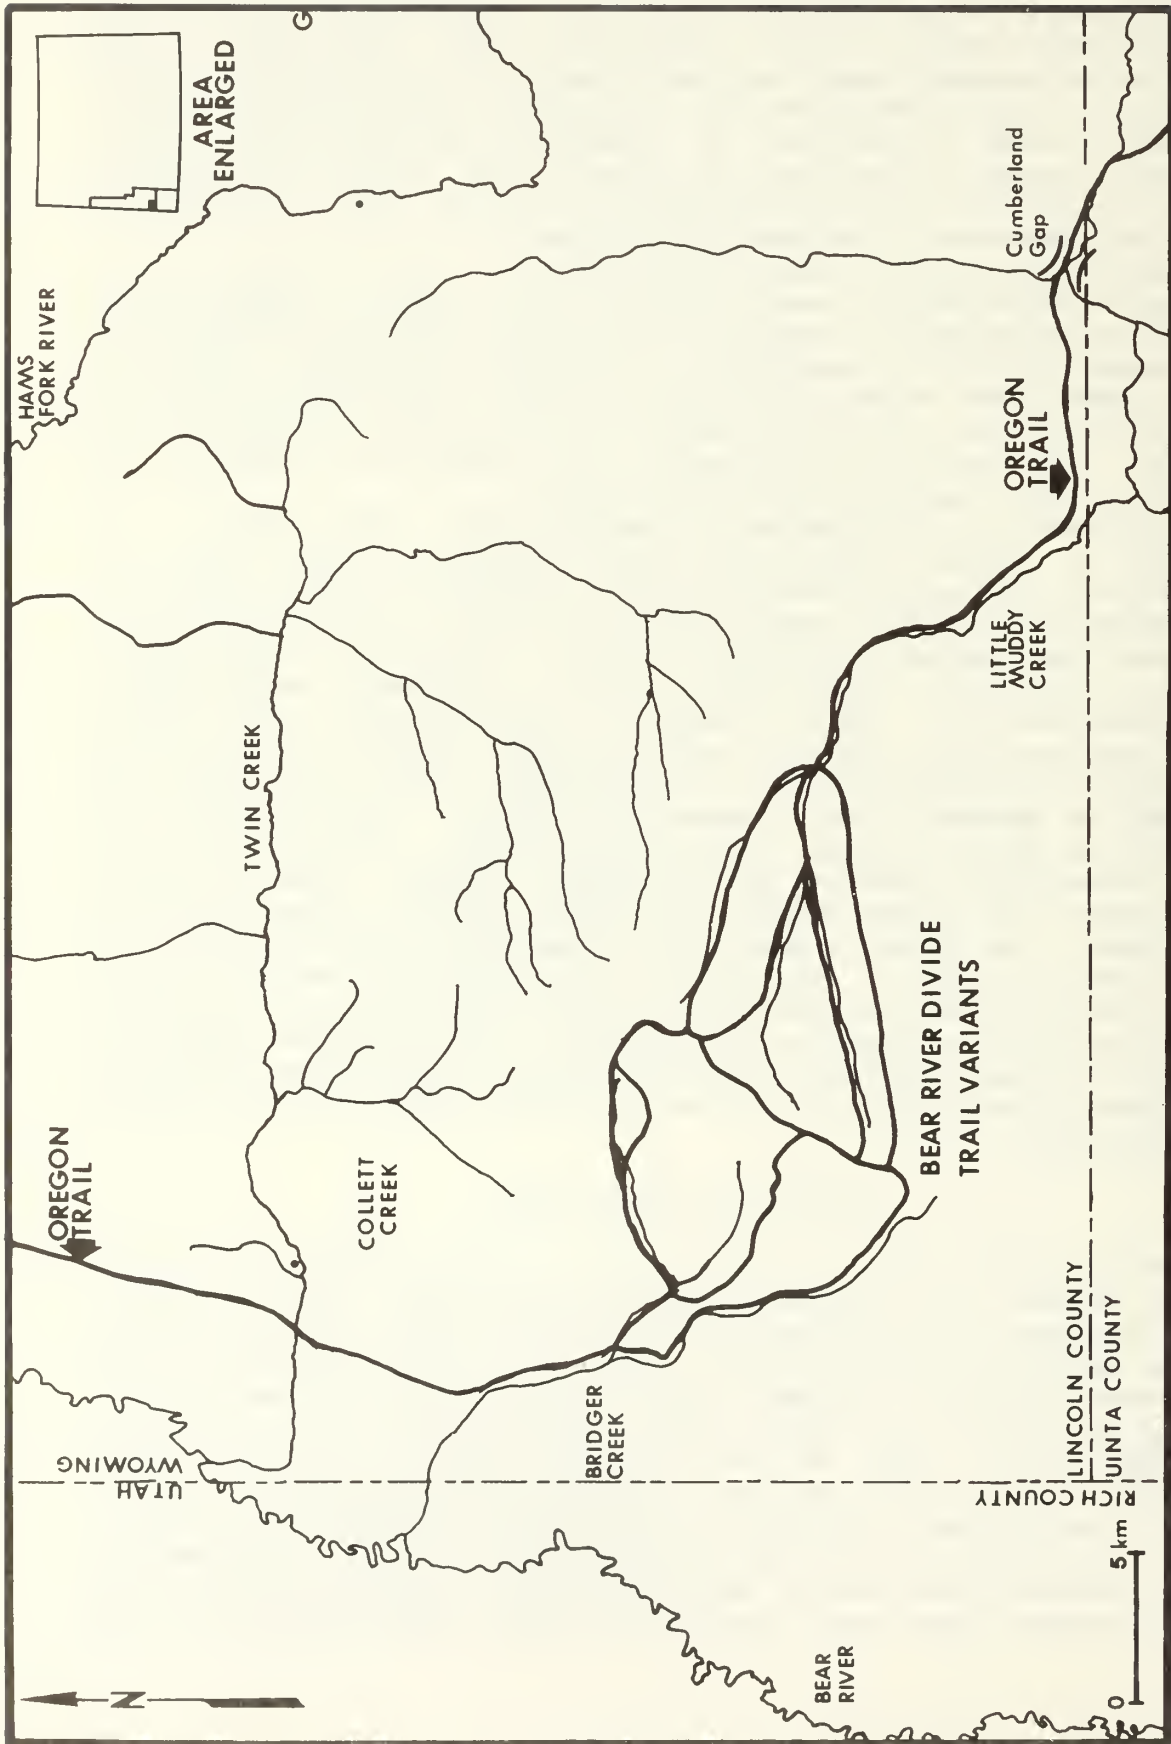 G
AREA
ENLARGED
HAMS
FORK RIVER
Cumberland
Gap
OREGON
TRAIL
LITTLE
MUDDY
CREEK
TWIN CREEK
BEAR RIVER DIVIDE
TRAIL VARIANTS
OREGON
TRAIL
COLLETT
CREEK
BRIDGER
CREEK
LINCOLN COUNTY
UINTA COUNTY
WYOMING
UTAH
RICH COUNTY
BEAR
RIVER
0 5 km
N